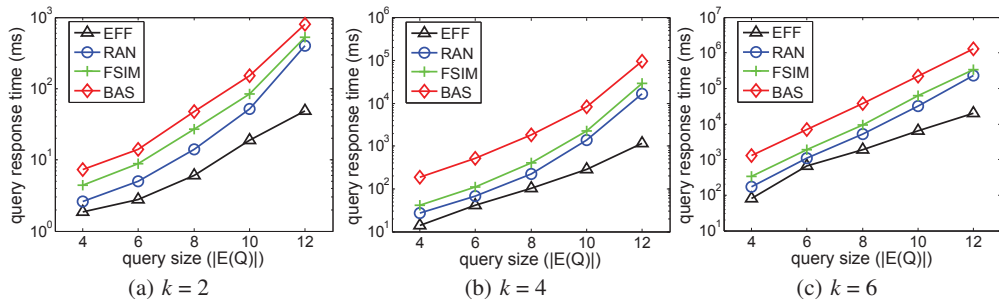 10^3
10^2
10^1
10^0
query response time (ms)
EFF
RAN
FSIM
BAS
4 6 8 10 12
query size (|E(Q)|)
(a) k = 2
10^6
10^5
10^4
10^3
10^2
10^1
query response time (ms)
EFF
RAN
FSIM
BAS
4 6 8 10 12
query size (|E(Q)|)
(b) k = 4
10^7
10^6
10^5
10^4
10^3
10^2
10^1
query response time (ms)
EFF
RAN
FSIM
BAS
4 6 8 10 12
query size (|E(Q)|)
(c) k = 6